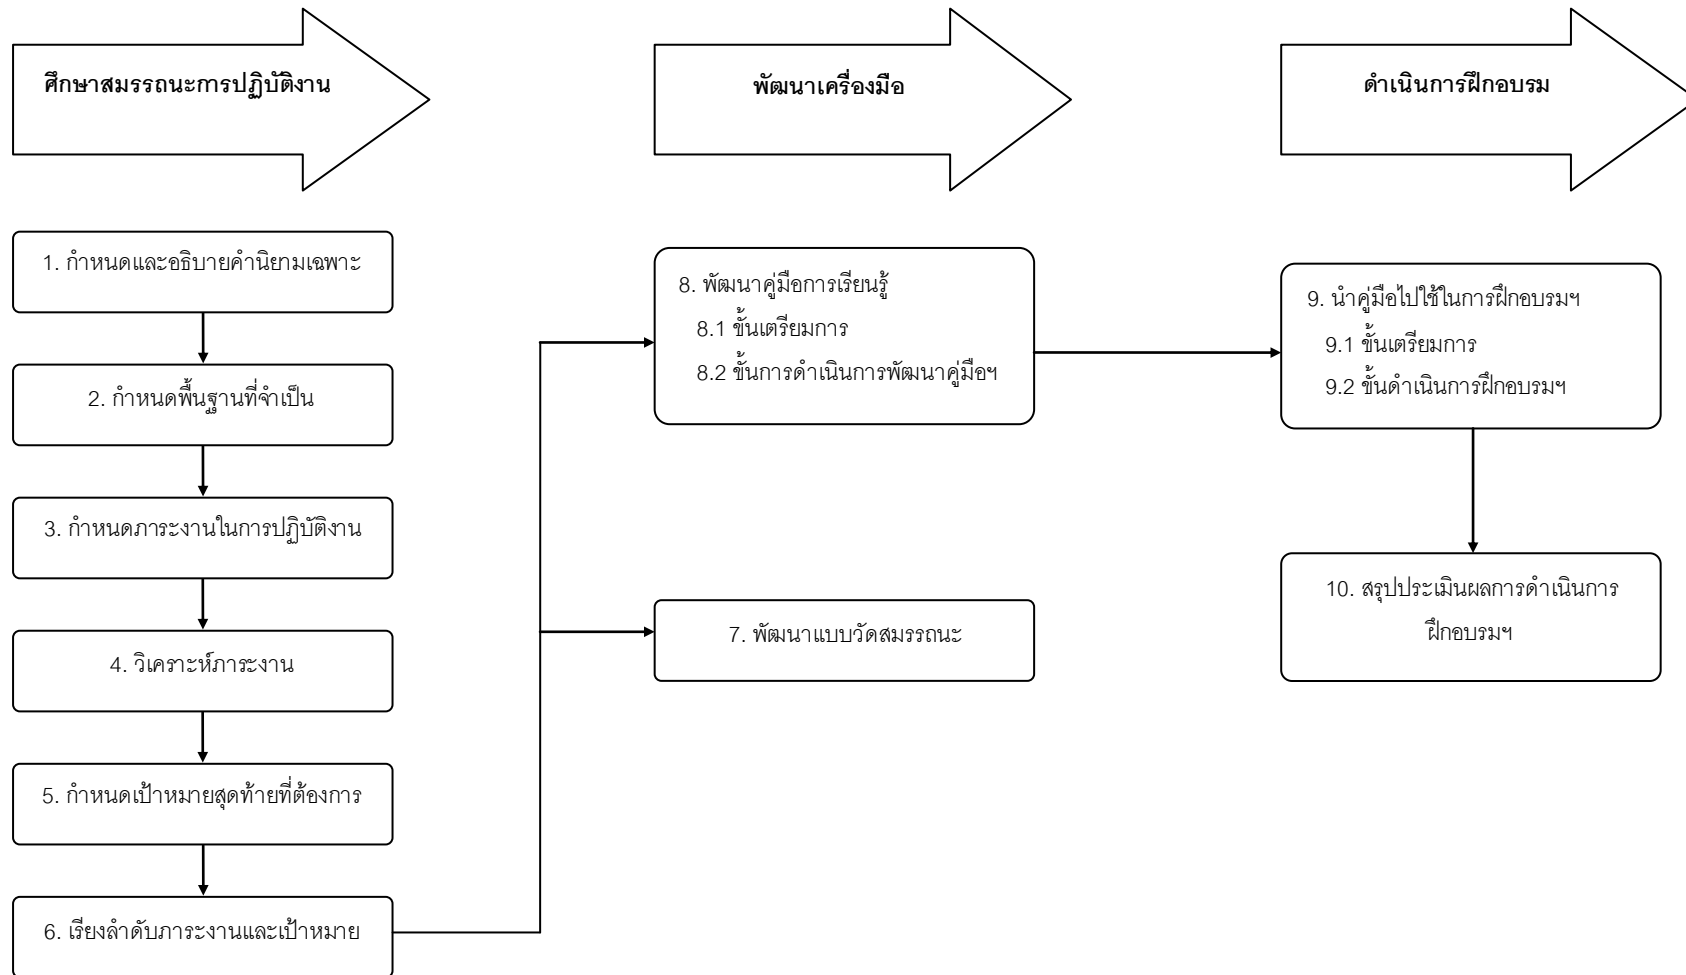 ศึกษาสมรรถนะการปฏิบัติงาน
พัฒนาเครื่องมือ
ดำเนินการฝึกอบรม
1. กำหนดและอธิบายคำนิยามเฉพาะ
2. กำหนดพื้นฐานที่จำเป็น
3. กำหนดภาระงานในการปฏิบัติงาน
4. วิเคราะห์ภาระงาน
5. กำหนดเป้าหมายสุดท้ายที่ต้องการ
6. เรียงลำดับภาระงานและเป้าหมาย
8. พัฒนาคู่มือการเรียนรู้
8.1 ขั้นเตรียมการ
8.2 ขั้นการดำเนินการพัฒนาคู่มือฯ
7. พัฒนาแบบวัดสมรรถนะ
9. นำคู่มือไปใช้ในการฝึกอบรมฯ
9.1 ขั้นเตรียมการ
9.2 ขั้นดำเนินการฝึกอบรมฯ
10. สรุปประเมินผลการดำเนินการ
ฝึกอบรมฯ